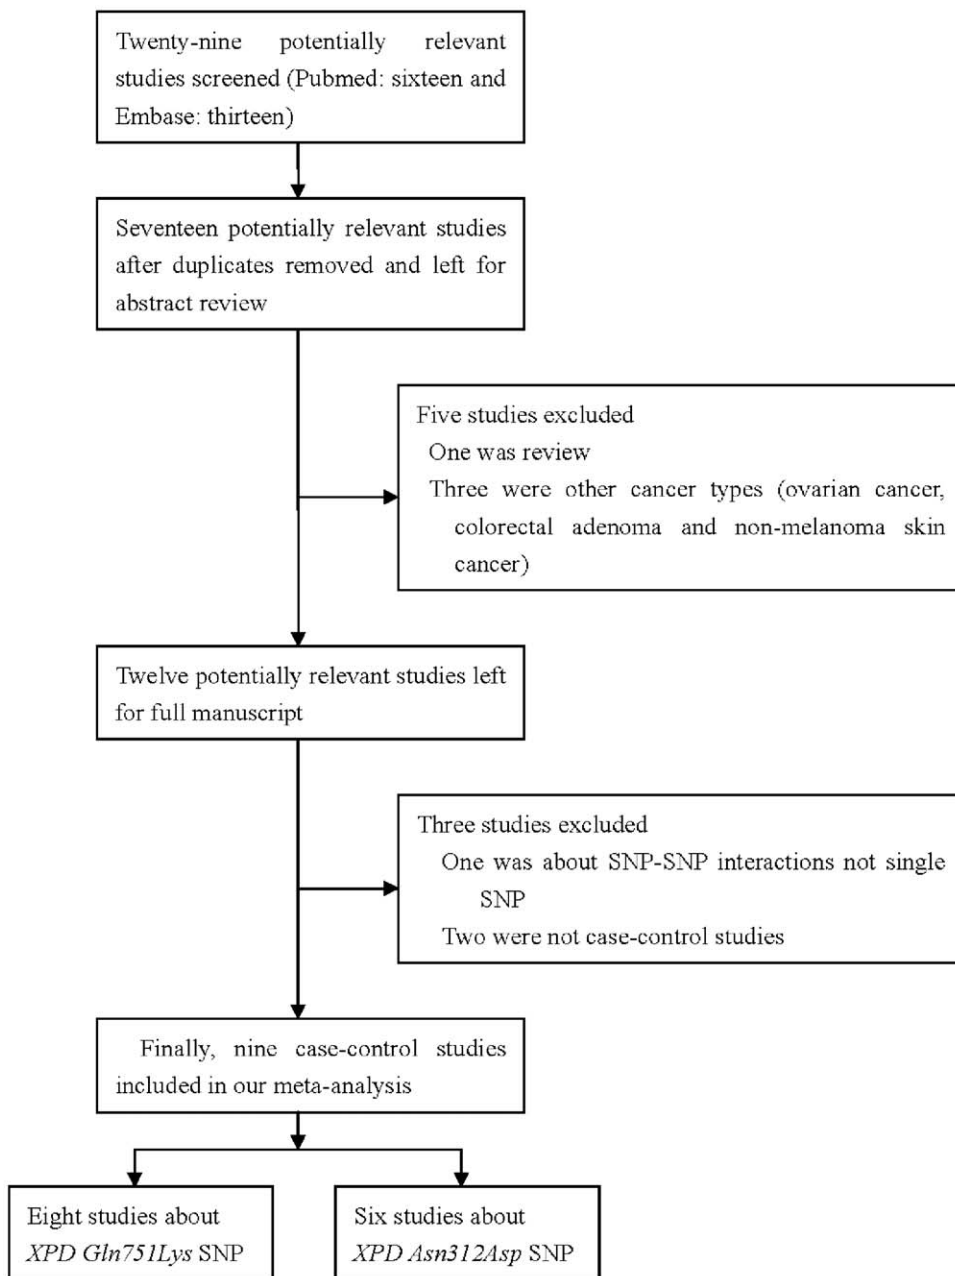 Twenty-nine potentially relevant
studies screened (Pubmed: sixteen and
Embase: thirteen)
Seventeen potentially relevant studies
after duplicates removed and left for
abstract review
Five studies excluded
One was review
Three were other cancer types (ovarian cancer,
colorectal adenoma and non-melanoma skin
cancer)
Twelve potentially relevant studies left
for full manuscript
Three studies excluded
One was about SNP-SNP interactions not single
SNP
Two were not case-control studies
Finally, nine case-control studies
included in our meta-analysis
Eight studies about
XPD Gln751Lys SNP
Six studies about
XPD Asn312Asp SNP